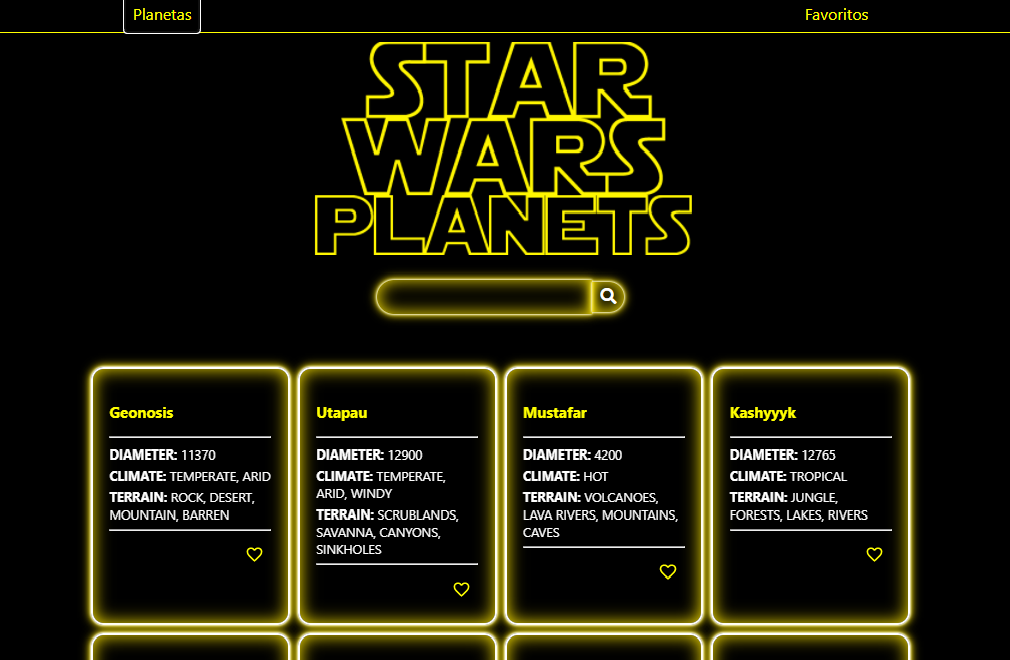 Planetas
Favoritos
STAR
WARS
PLANETS
Geonosis
DIAMETER: 11370
CLIMATE: TEMPERATE, ARID
TERRAIN: ROCK, DESERT,
MOUNTAIN, BARREN
Utapau
DIAMETER: 12900
CLIMATE: TEMPERATE,
ARID, WINDY
TERRAIN: SCRUBLANDS,
SAVANNA, CANYONS,
SINKHOLES
Mustafar
DIAMETER: 4200
CLIMATE: HOT
TERRAIN: VOLCANOES,
LAVA RIVERS, MOUNTAINS,
CAVES
Kashyyyk
DIAMETER: 12765
CLIMATE: TROPICAL
TERRAIN: JUNGLE,
FORESTS, LAKES, RIVERS